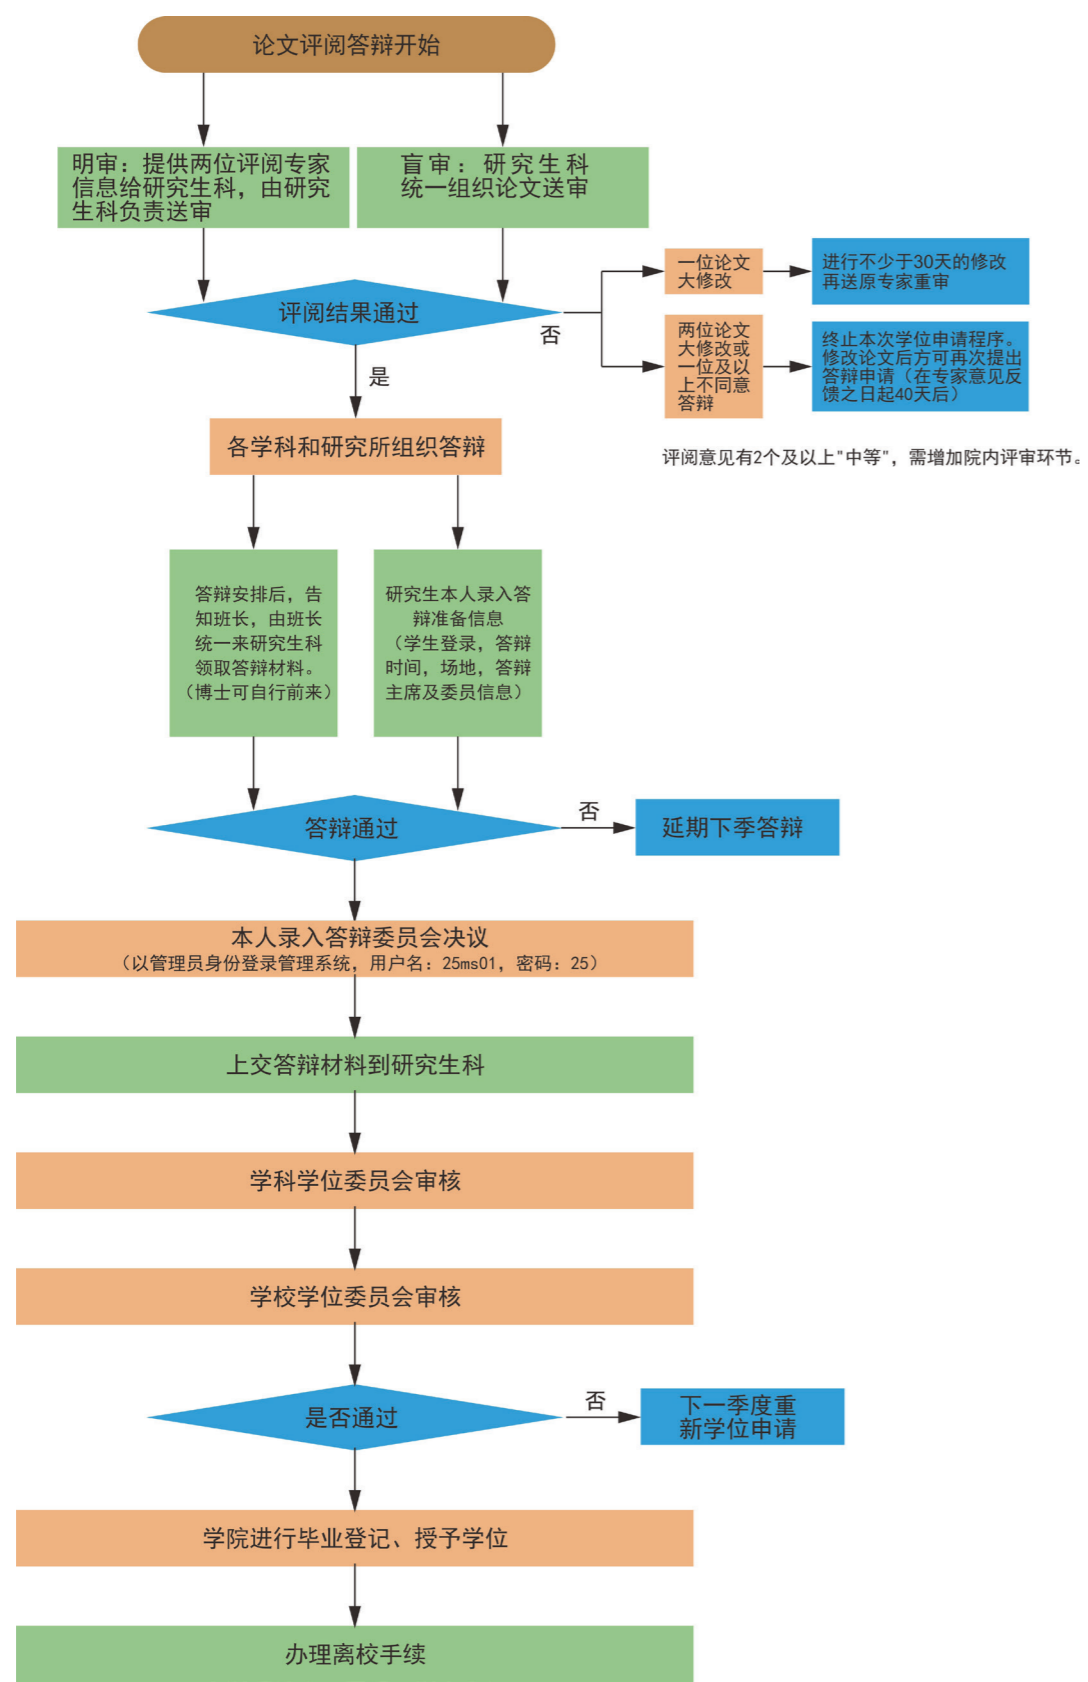 论文评阅答辩开始
明审：提供两位评阅专家
信息给研究生科，由研究
生科负责送审
盲审：研究生科
统一组织论文送审
评阅结果通过
否
一位论文
大修改
进行不少于30天的修改
再送原专家重审
两位论文
大修改或
一位及以
上不同意
答辩
终止本次学位申请程序。
修改论文后方可再次提出
答辩申请（在专家意见反
馈之日起40天后）
评阅意见有2个及以上"中等"，需增加院内评审环节。
是
各学科和研究所组织答辩
答辩安排后，告
知班长，由班长
统一来研究生科
领取答辩材料。
（博士可自行前来）
研究生本人录入答
辩准备信息
（学生登录，答辩
时间，场地，答辩
主席及委员信息）
答辩通过
否
延期下季答辩
本人录入答辩委员会决议
（以管理员身份登录管理系统，用户名：25ms01，密码：25）
上交答辩材料到研究生科
学科学位委员会审核
学校学位委员会审核
是否通过
否
下一季度重
新学位申请
学院进行毕业登记、授予学位
办理离校手续